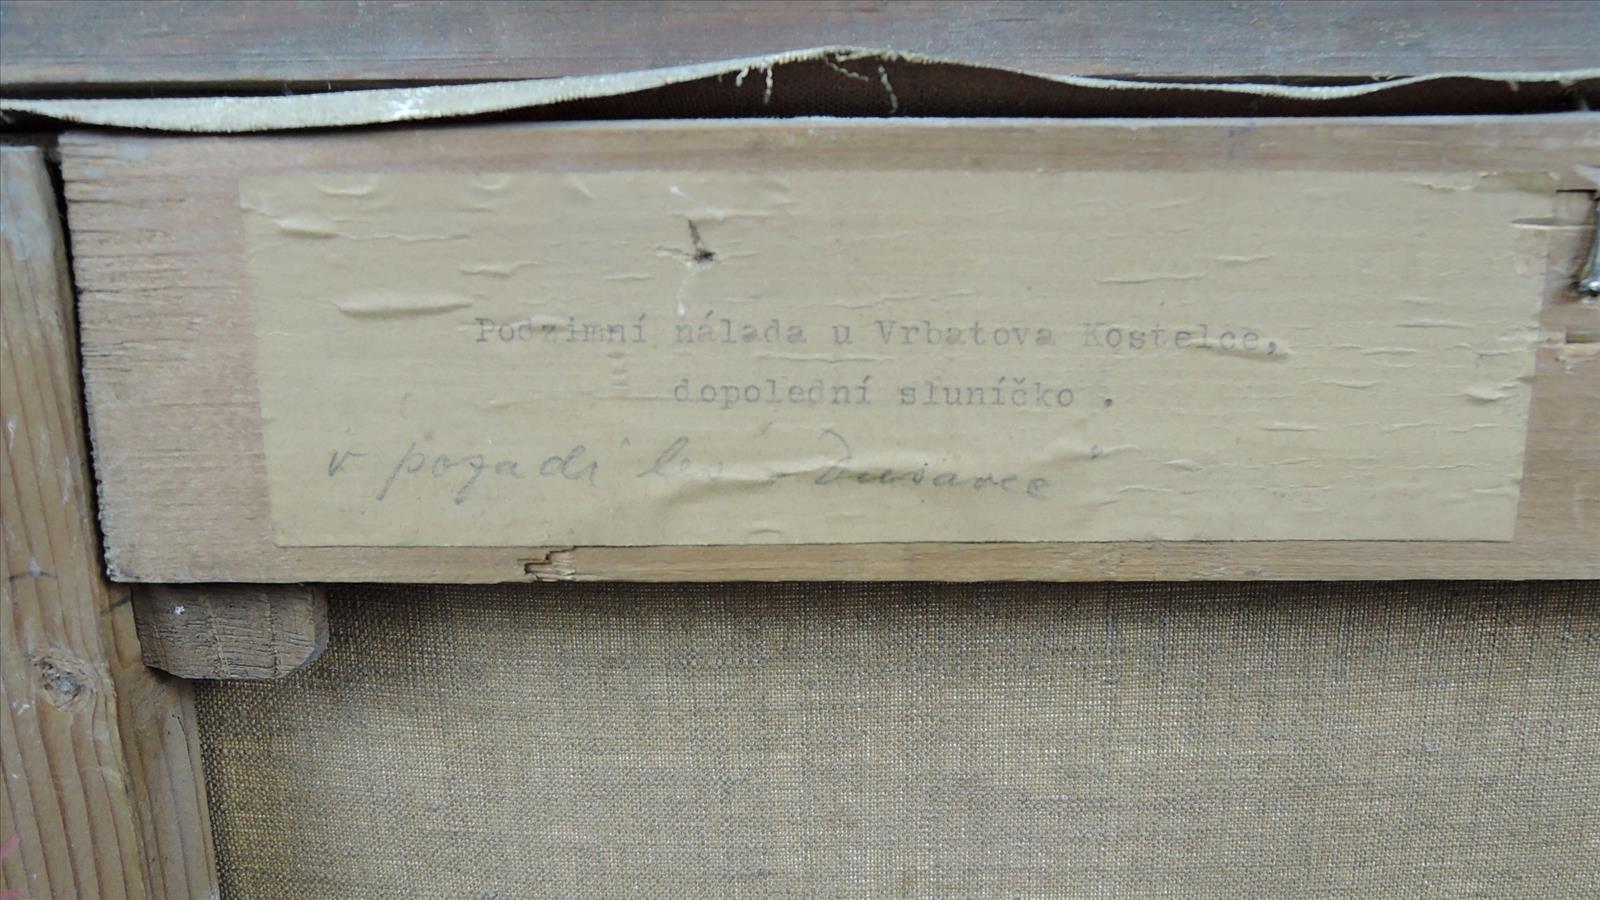 Podzimní nálada u Vrbatova Kostelce,
dopolední sluníčko .
v pozadí les